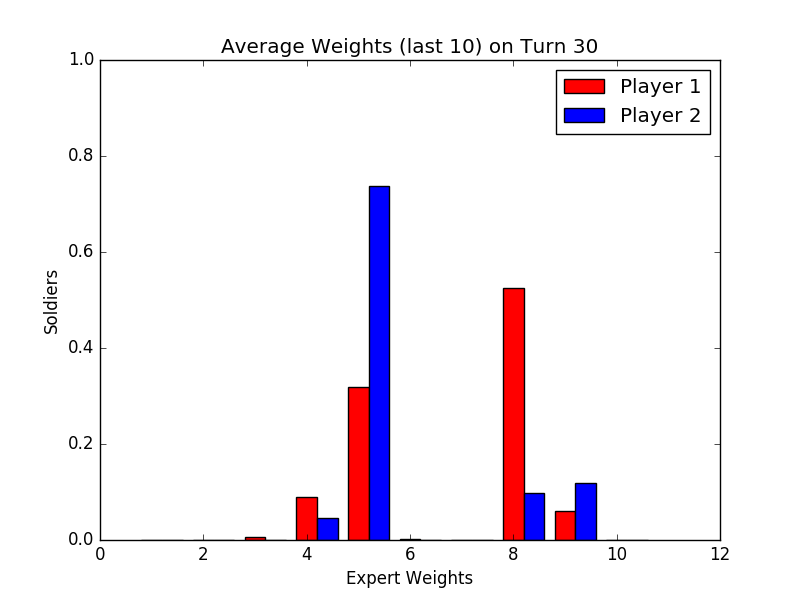 Average Weights (last 10) on Turn 30
Player 1
Player 2
1.0
0.8
0.6
0.4
0.2
0.0
Soldiers
0 2 4 6 8 10 12
Expert Weights